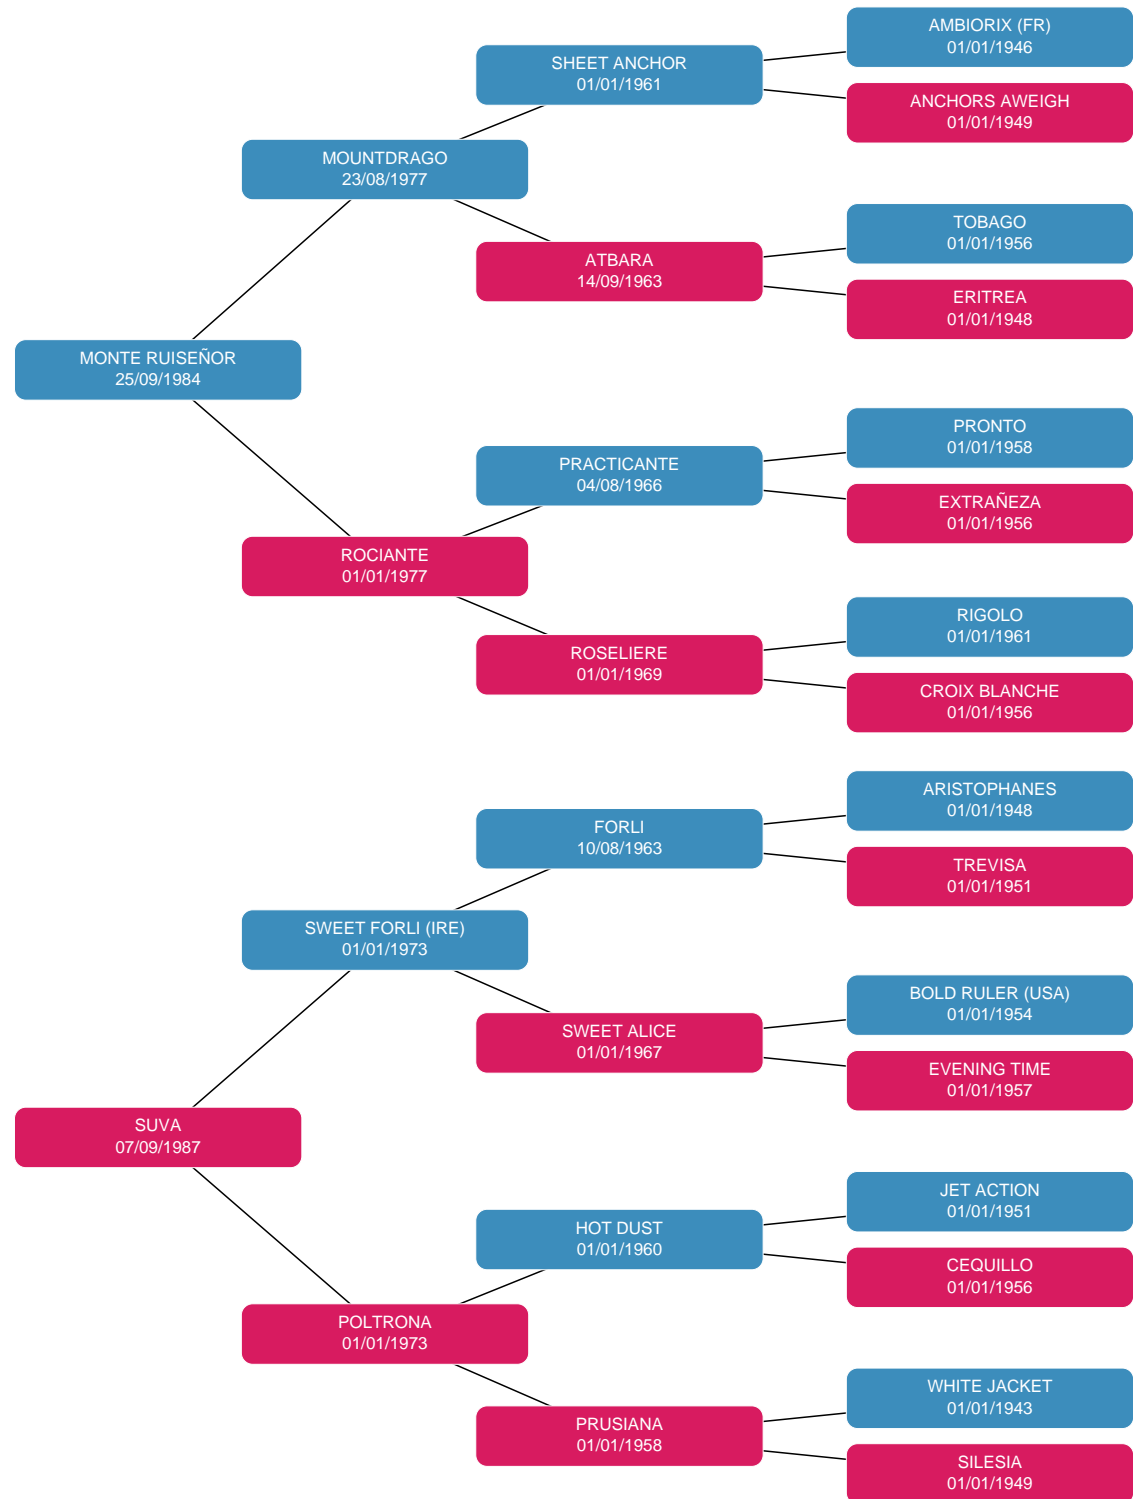 AMBIORIX (FR)
01/01/1946
SHEET ANCHOR
01/01/1961
ANCHORS AWEIGH
01/01/1949
MOUNTDRAGO
23/08/1977
TOBAGO
01/01/1956
ATBARA
14/09/1963
ERITREA
01/01/1948
MONTE RUISEÑOR
25/09/1984
PRONTO
01/01/1958
PRACTICANTE
04/08/1966
EXTRAÑEZA
01/01/1956
ROCIANTE
01/01/1977
RIGOLO
01/01/1961
ROSELIERE
01/01/1969
CROIX BLANCHE
01/01/1956
ARISTOPHANES
01/01/1948
FORLI
10/08/1963
TREVISA
01/01/1951
SWEET FORLI (IRE)
01/01/1973
BOLD RULER (USA)
01/01/1954
SWEET ALICE
01/01/1967
EVENING TIME
01/01/1957
SUVA
07/09/1987
JET ACTION
01/01/1951
HOT DUST
01/01/1960
CEQUILLO
01/01/1956
POLTRONA
01/01/1973
WHITE JACKET
01/01/1943
PRUSIANA
01/01/1958
SILESIA
01/01/1949